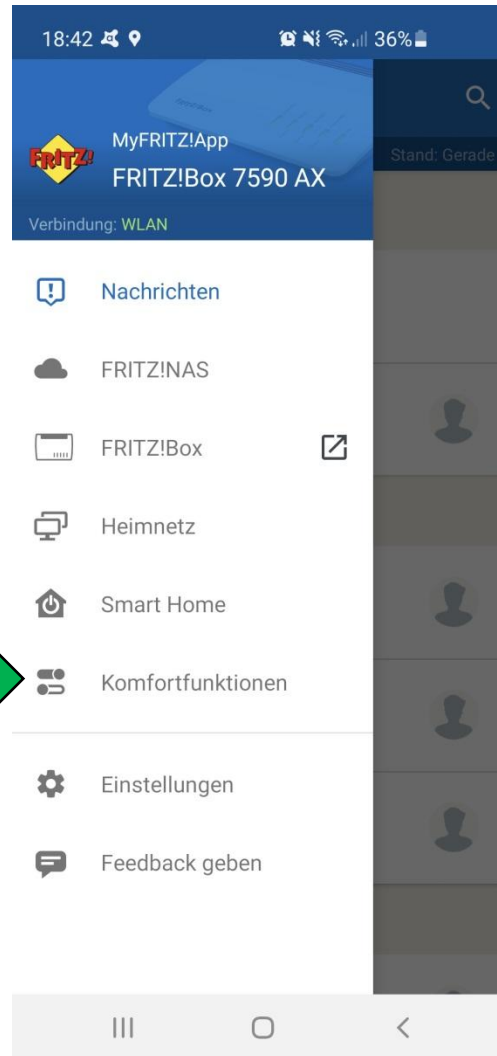 18:42
36%
MyFRITZ!App
FRITZ!
FRITZ!Box 7590 AX
Stand: Gerade
Verbindung: WLAN
Nachrichten
FRITZ!NAS
FRITZ!Box
Heimnetz
Smart Home
Komfortfunktionen
Einstellungen
Feedback geben